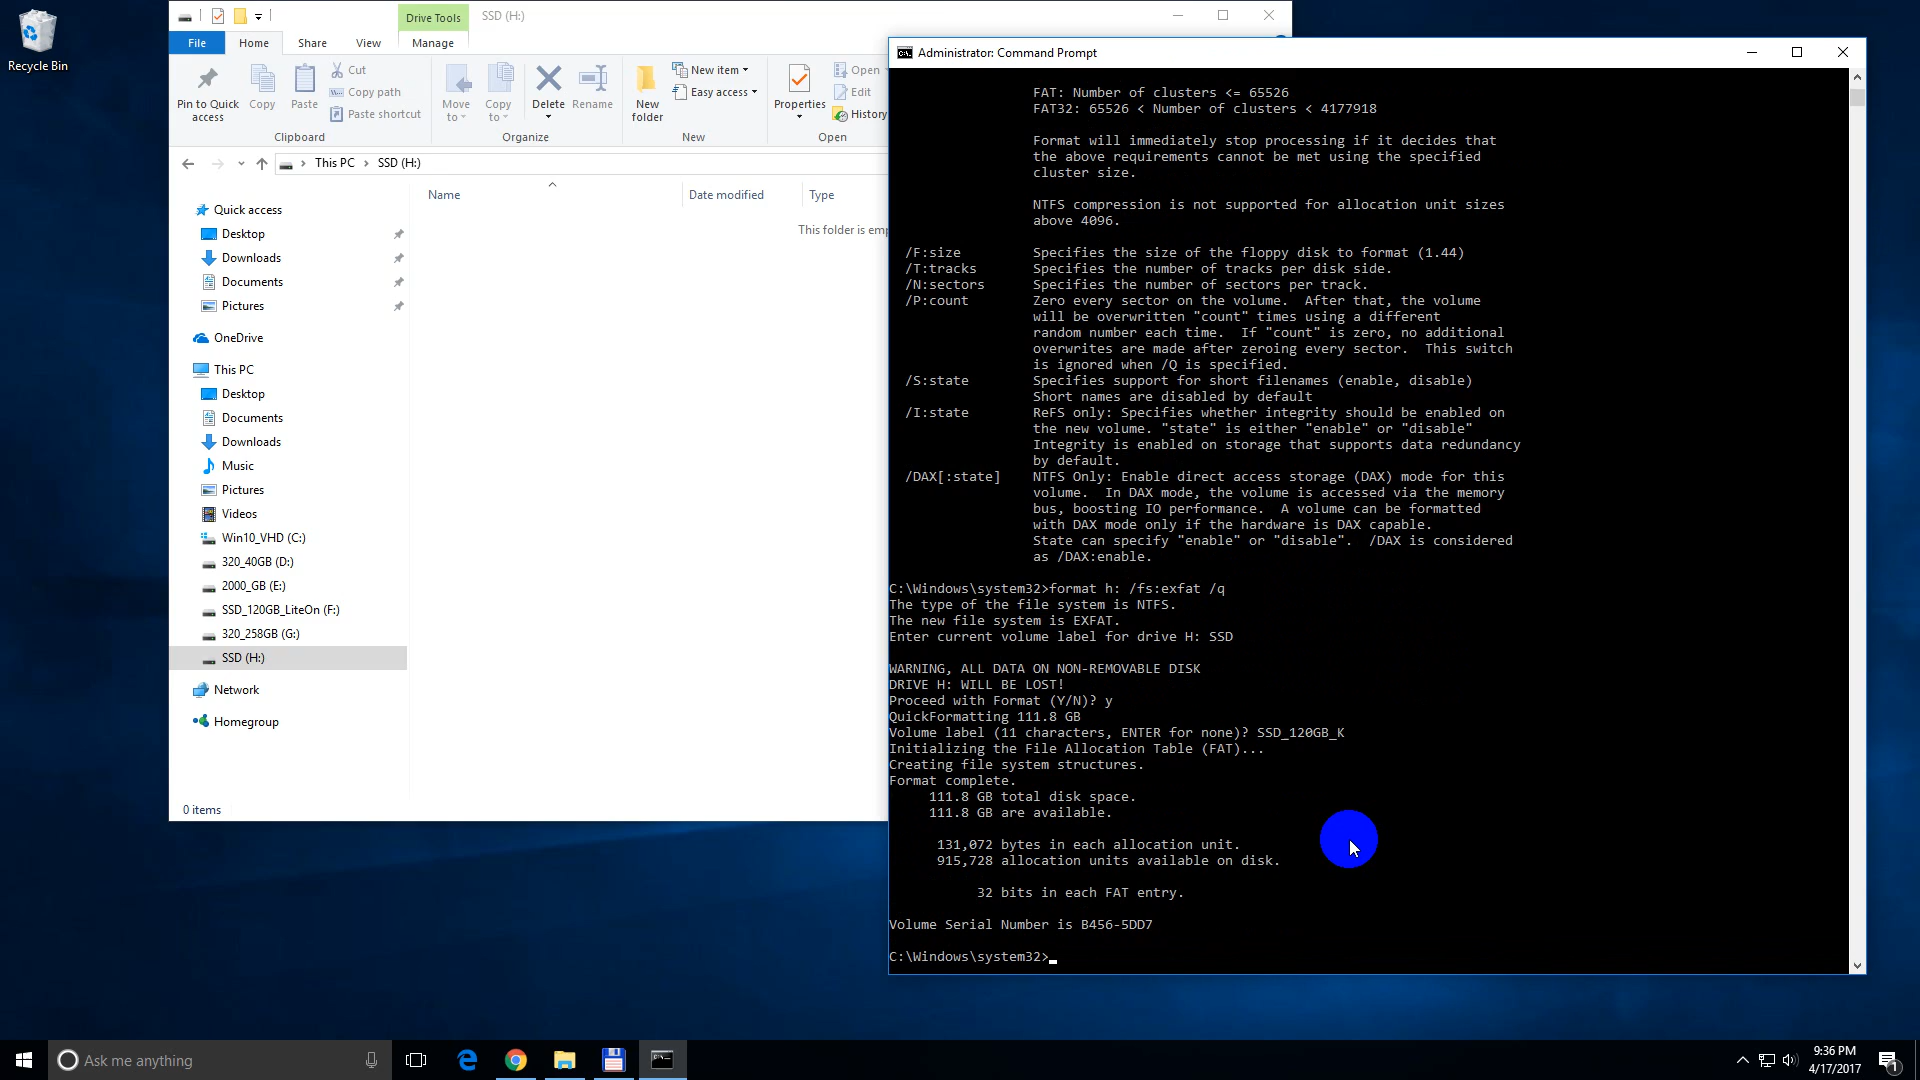 Recycle Bin
Drive Tools
SSD (H:)
File
Home
Share
View
Manage
Pin to Quick access
Copy
Paste
Cut
Copy path
Paste shortcut
Clipboard
Move to
Copy to
Delete
Rename
Organize
New folder
New item
Easy access
New
Properties
Open
Edit
History
Open
This PC > SSD (H:)
Name
Date modified
Type
This folder is emp
Quick access
Desktop
Downloads
Documents
Pictures
OneDrive
This PC
Desktop
Documents
Downloads
Music
Pictures
Videos
Win10_VHD (C:)
320_40GB (D:)
2000_GB (E:)
SSD_120GB_LiteOn (F:)
320_258GB (G:)
SSD (H:)
Network
Homegroup
0 items
Administrator: Command Prompt
FAT: Number of clusters <= 65526
FAT32: 65526 < Number of clusters < 4177918
Format will immediately stop processing if it decides that
the above requirements cannot be met using the specified
cluster size.
NTFS compression is not supported for allocation unit sizes
above 4096.
/F:size Specifies the size of the floppy disk to format (1.44)
/T:tracks Specifies the number of tracks per disk side.
/N:sectors Specifies the number of sectors per track.
/P:count Zero every sector on the volume. After that, the volume
will be overwritten "count" times using a different
random number each time. If "count" is zero, no additional
overwrites are made after zeroing every sector. This switch
is ignored when /Q is specified.
/S:state Specifies support for short filenames (enable, disable)
Short names are disabled by default
/I:state ReFS only: Specifies whether integrity should be enabled on
the new volume. "state" is either "enable" or "disable"
Integrity is enabled on storage that supports data redundancy
by default.
/DAX[:state] NTFS Only: Enable direct access storage (DAX) mode for this
volume. In DAX mode, the volume is accessed via the memory
bus, boosting IO performance. A volume can be formatted
with DAX mode only if the hardware is DAX capable.
State can specify "enable" or "disable". /DAX is considered
as /DAX:enable.
C:\Windows\system32>format h: /fs:exfat /q
The type of the file system is NTFS.
The new file system is EXFAT.
Enter current volume label for drive H: SSD
WARNING, ALL DATA ON NON-REMOVABLE DISK
DRIVE H: WILL BE LOST!
Proceed with Format (Y/N)? y
QuickFormatting 111.8 GB
Volume label (11 characters, ENTER for none)? SSD_120GB_K
Initializing the File Allocation Table (FAT)...
Creating file system structures.
Format complete.
111.8 GB total disk space.
111.8 GB are available.
131,072 bytes in each allocation unit.
915,728 allocation units available on disk.
32 bits in each FAT entry.
Volume Serial Number is B456-5DD7
C:\Windows\system32>
Ask me anything
9:36 PM
4/17/2017
1